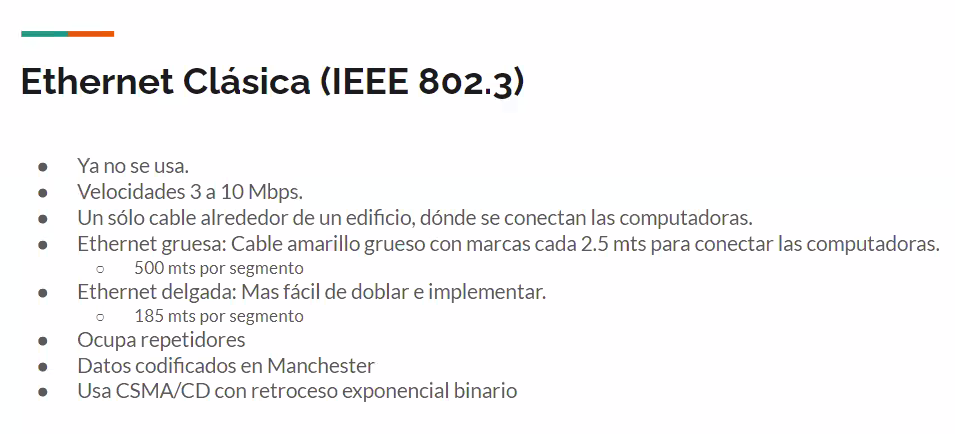 Ethernet Clásica (IEEE 802.3)
● Ya no se usa.
● Velocidades 3 a 10 Mbps.
● Un sólo cable alrededor de un edificio, dónde se conectan las computadoras.
● Ethernet gruesa: Cable amarillo grueso con marcas cada 2.5 mts para conectar las computadoras.
○ 500 mts por segmento
● Ethernet delgada: Mas fácil de doblar e implementar.
○ 185 mts por segmento
● Ocupa repetidores
● Datos codificados en Manchester
● Usa CSMA/CD con retroceso exponencial binario